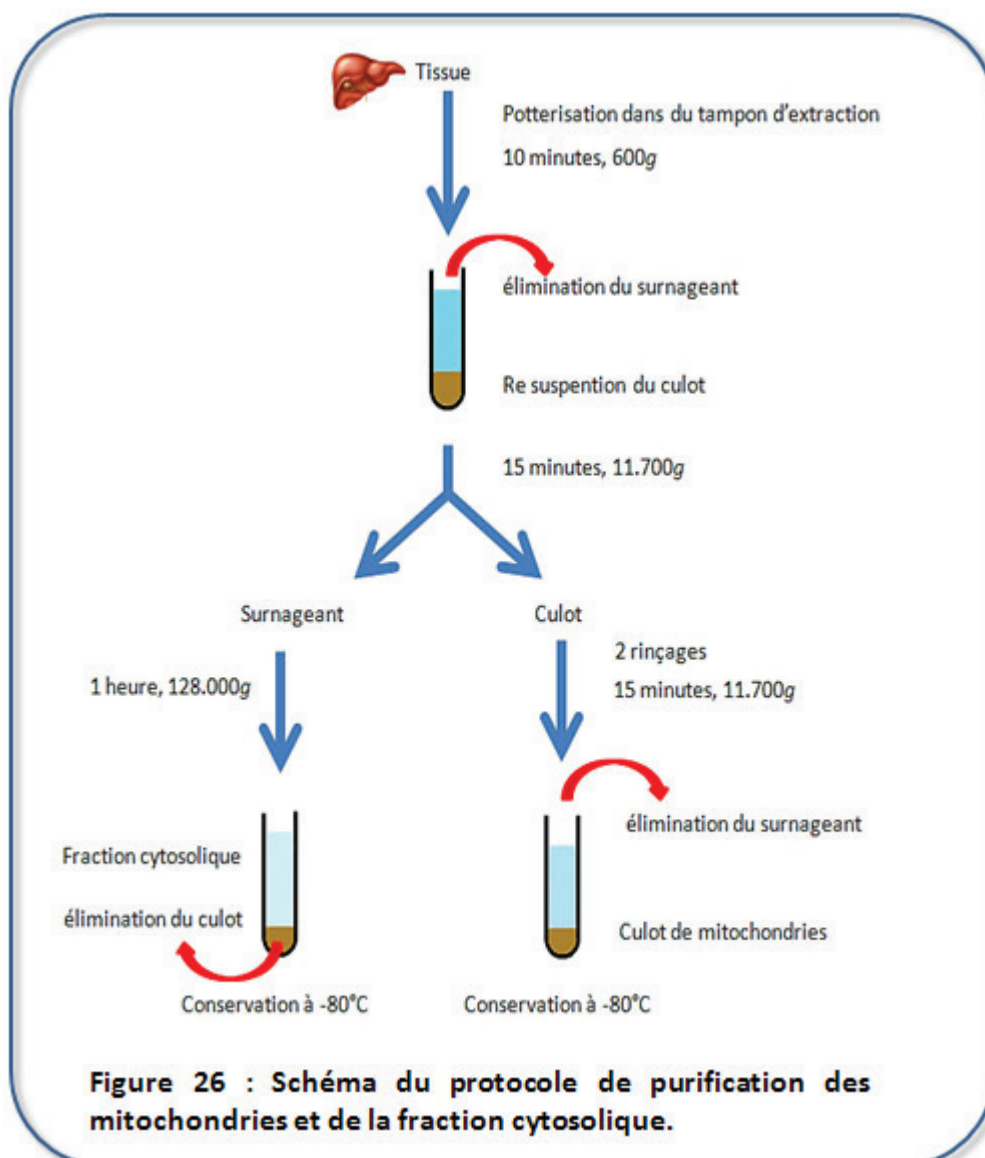 Tissue
Potterisation dans du tampon d'extraction
10 minutes, 600g
élimination du surnageant
Re suspention du culot
15 minutes, 11.700g
Surnageant
Culot
2 rinçages
1 heure, 128.000g
15 minutes, 11.700g
élimination du surnageant
Fraction cytosolique
élimination du culot
Culot de mitochondries
Conservation à -80°C
Conservation à -80°C
Figure 26 : Schéma du protocole de purification des
mitochondries et de la fraction cytosolique.